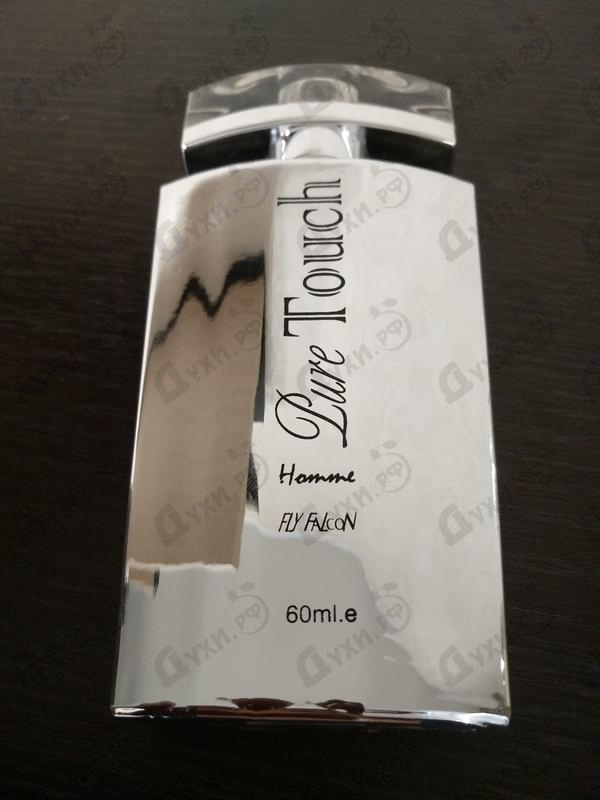 Pure Touch
Homme
FLY FALCON
60ml.e
Духи.рф